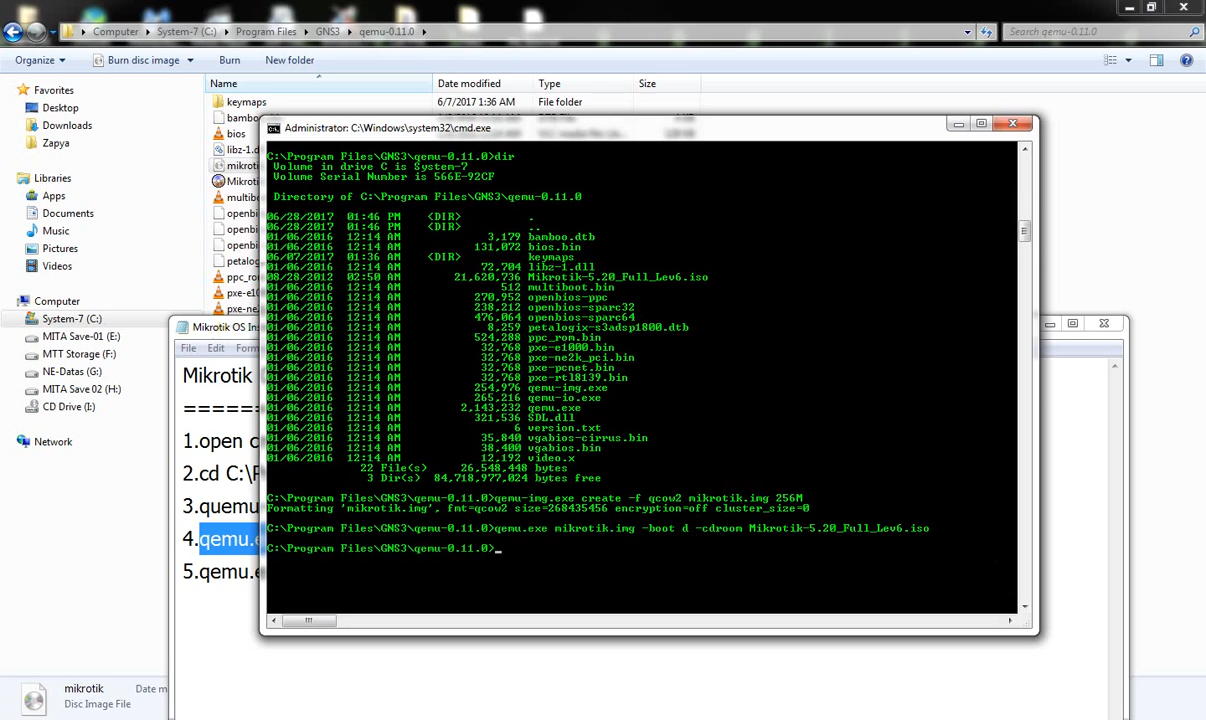 Computer ▸ System-7 (C:) ▸ Program Files ▸ GNS3 ▸ qemu-0.11.0 ▸
Search qemu-0.11.0
Organize Burn disc image Burn New folder
Name Date modified Type Size
Favorites
Desktop
Downloads
Zapya
Libraries
Apps
Documents
Music
Pictures
Videos
Computer
System-7 (C:)
MITA Save-01 (E:)
MTT Storage (F:)
NE-Datas (G:)
MITA Save 02 (H:)
CD Drive (I:)
Network
keymaps 6/7/2017 1:36 AM File folder
bambo
bios
libz-1.d
mikroti
Mikrot
multibo
openbi
openbi
openbi
petalog
ppc_ro
pxe-e1
pxe-ne
Administrator: C:\Windows\system32\cmd.exe
C:\Program Files\GNS3\qemu-0.11.0>dir
Volume in drive C is System-7
Volume Serial Number is 566E-92CF
Directory of C:\Program Files\GNS3\qemu-0.11.0
06/28/2017 01:46 PM <DIR> .
06/28/2017 01:46 PM <DIR> ..
01/06/2016 12:14 AM 3,179 bamboo.dtb
01/06/2016 12:14 AM 131,072 bios.bin
06/07/2017 01:36 AM <DIR> keymaps
01/06/2016 12:14 AM 72,704 libz-1.dll
08/28/2012 02:50 AM 21,620,736 Mikrotik-5.20_Full_Lev6.iso
01/06/2016 12:14 AM 512 multiboot.bin
01/06/2016 12:14 AM 270,952 openbios-ppc
01/06/2016 12:14 AM 238,212 openbios-sparc32
01/06/2016 12:14 AM 476,064 openbios-sparc64
01/06/2016 12:14 AM 8,259 petalogix-s3adsp1800.dtb
01/06/2016 12:14 AM 524,288 ppc_rom.bin
01/06/2016 12:14 AM 32,768 pxe-e1000.bin
01/06/2016 12:14 AM 32,768 pxe-ne2k_pci.bin
01/06/2016 12:14 AM 32,768 pxe-pcnet.bin
01/06/2016 12:14 AM 32,768 pxe-rtl8139.bin
01/06/2016 12:14 AM 254,976 qemu-img.exe
01/06/2016 12:14 AM 265,216 qemu-io.exe
01/06/2016 12:14 AM 2,143,232 qemu.exe
01/06/2016 12:14 AM 321,536 SDL.dll
01/06/2016 12:14 AM 6 version.txt
01/06/2016 12:14 AM 35,840 vgabios-cirrus.bin
01/06/2016 12:14 AM 38,400 vgabios.bin
01/06/2016 12:14 AM 12,192 video.x
22 File(s) 26,548,448 bytes
3 Dir(s) 84,718,977,024 bytes free
C:\Program Files\GNS3\qemu-0.11.0>qemu-img.exe create -f qcow2 mikrotik.img 256M
Formatting 'mikrotik.img', fmt=qcow2 size=268435456 encryption=off cluster_size=0
C:\Program Files\GNS3\qemu-0.11.0>qemu.exe mikrotik.img -boot d -cdroom Mikrotik-5.20_Full_Lev6.iso
C:\Program Files\GNS3\qemu-0.11.0>_
Mikrotik OS Ins
File Edit Form
Mikrotik
======
1.open c
2.cd C:\P
3.quemu
4.qemu.e
5.qemu.e
mikrotik Date m
Disc Image File